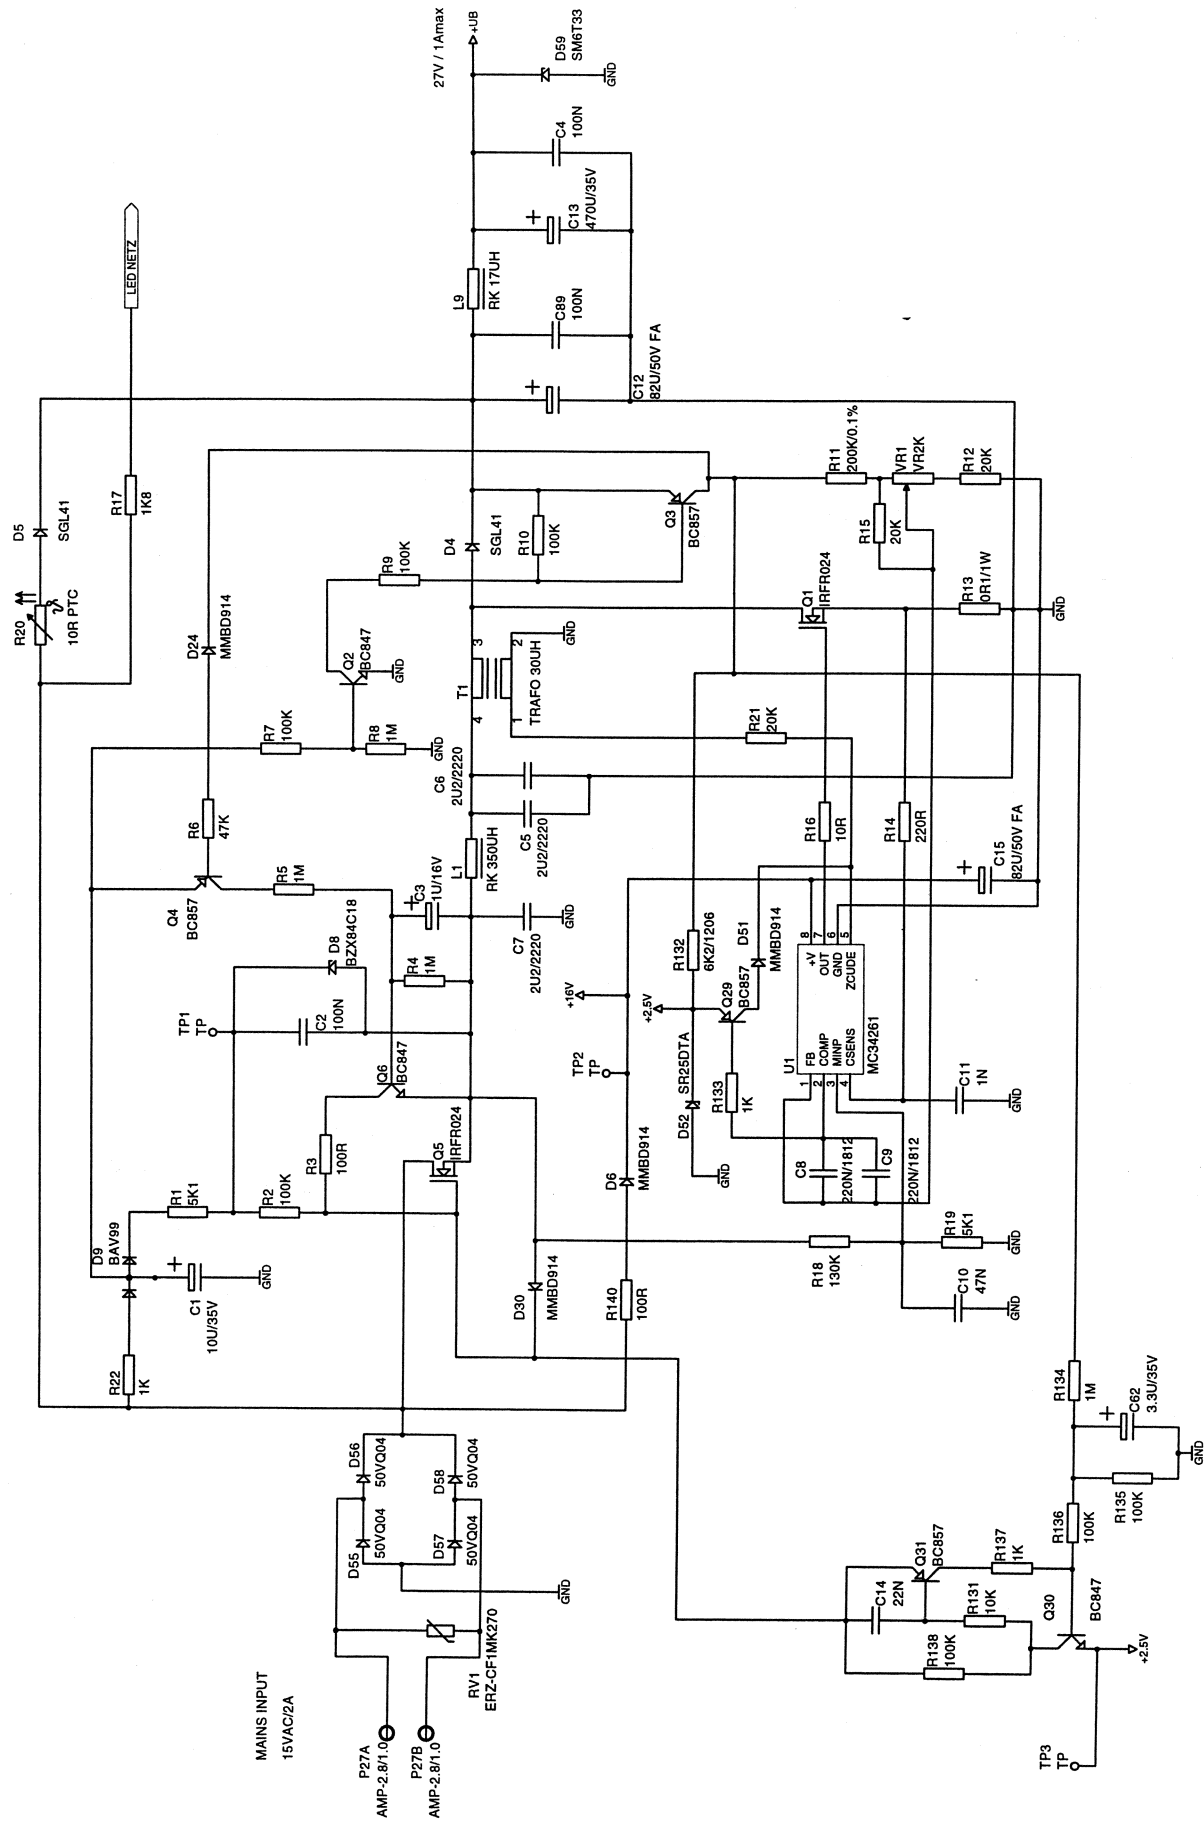 MAINS INPUT
15VAC/2A
P27A
AMP-2.8/1.0
P27B
AMP-2.8/1.0
RV1
ERZ-CF1MK270
D55
50VQ04
D56
50VQ04
D57
50VQ04
D58
50VQ04
GND
R22
1K
D9
BAV99
C1
10U/35V
GND
R1
5K1
R2
100K
R3
100R
TP1
TP
C2
100N
D8
BZX84C18
Q6
BC847
Q5
IRFR024
R4
1M
C3
1U/16V
R5
1M
Q4
BC857
R6
47K
D24
MMBD914
R7
100K
R8
1M
GND
Q2
BC847
GND
R9
100K
R20
10R PTC
D5
SGL41
R17
1K8
LED NETZ
D30
MMBD914
R140
100R
D6
MMBD914
TP2
TP
+16V
C7
2U2/2220
GND
L1
RK 350UH
C5
2U2/2220
C6
2U2/2220
T1
4
3
1
2
TRAFO 30UH
GND
D4
SGL41
R10
100K
Q3
BC857
C12
82U/50V FA
C89
100N
L9
RK 17UH
C13
470U/35V
C4
100N
D59
SM6T33
GND
27V / 1Amax
+UB
D52
SR25DTA
GND
+2.5V
R132
6K2/1206
Q29
BC857
R133
1K
D51
MMBD914
R21
20K
Q1
IRFR024
R16
10R
R14
220R
R13
0R1/1W
GND
R11
200K/0.1%
R15
20K
VR1
VR2K
R12
20K
C15
82U/50V FA
U1
MC34261
1
2
3
4
FB
COMP
MINP
CSENS
+V
OUT
GND
ZCUDE
8
7
6
5
C8
220N/1812
C9
220N/1812
C11
1N
GND
R18
130K
R19
5K1
GND
C10
47N
GND
R134
1M
C62
3.3U/35V
GND
R135
100K
R136
100K
Q31
BC857
C14
22N
R137
1K
R131
10K
R138
100K
Q30
BC847
+2.5V
TP3
TP